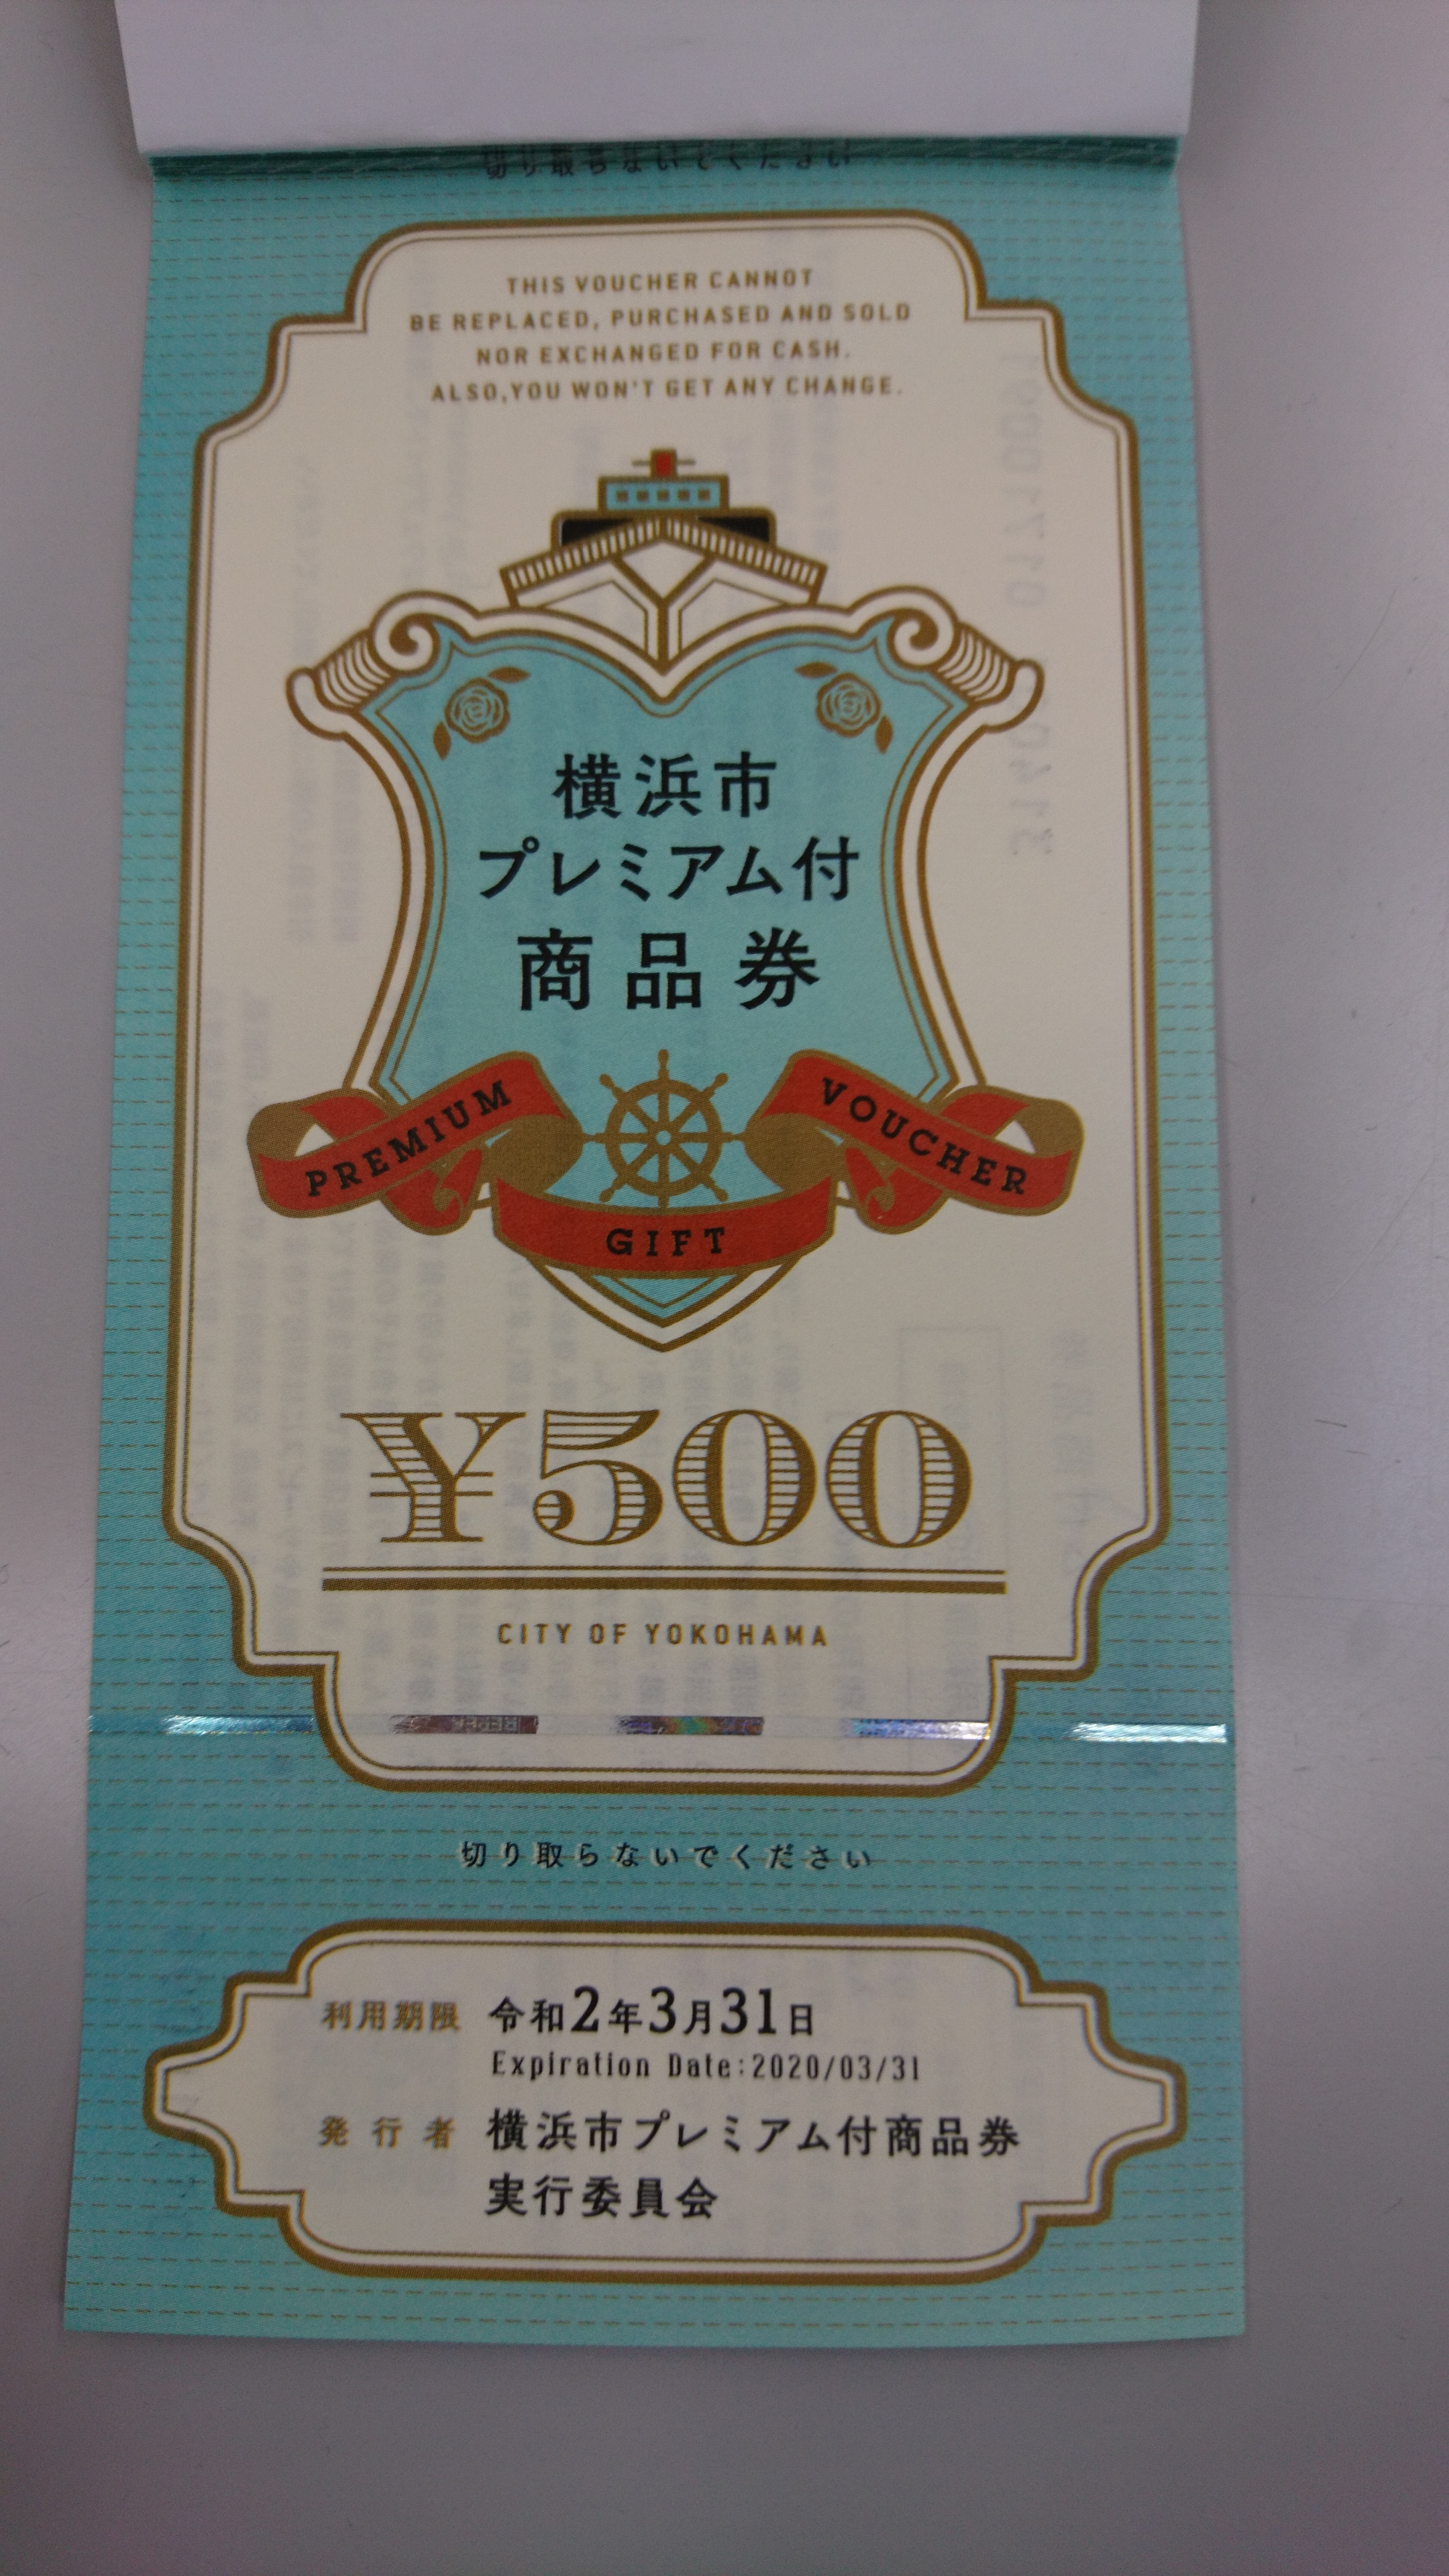 切り取らないでください
THIS VOUCHER CANNOT
BE REPLACED, PURCHASED AND SOLD
NOR EXCHANGED FOR CASH.
ALSO,YOU WON'T GET ANY CHANGE.
横浜市
プレミアム付
商品券
PREMIUM
GIFT
VOUCHER
¥500
CITY OF YOKOHAMA
切り取らないでください
利用期限 令和2年3月31日
Expiration Date:2020/03/31
発行者 横浜市プレミアム付商品券
実行委員会